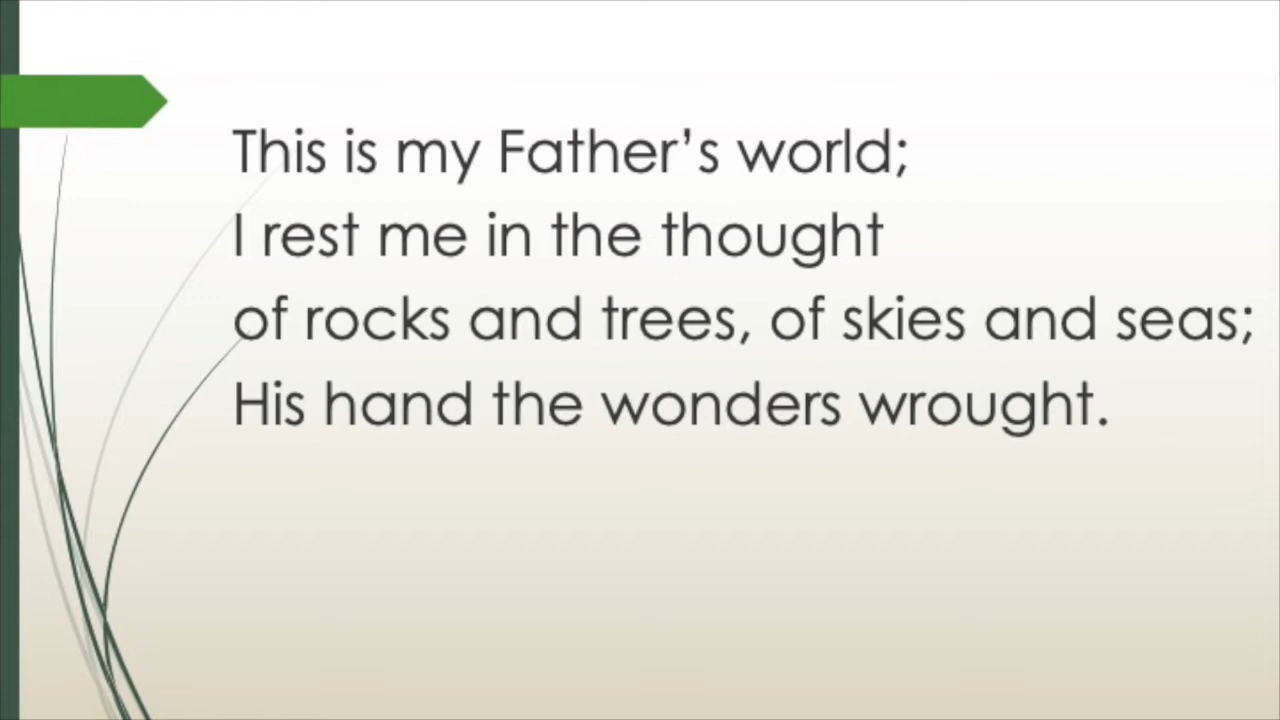 This is my Father’s world;
I rest me in the thought
of rocks and trees, of skies and seas;
His hand the wonders wrought.